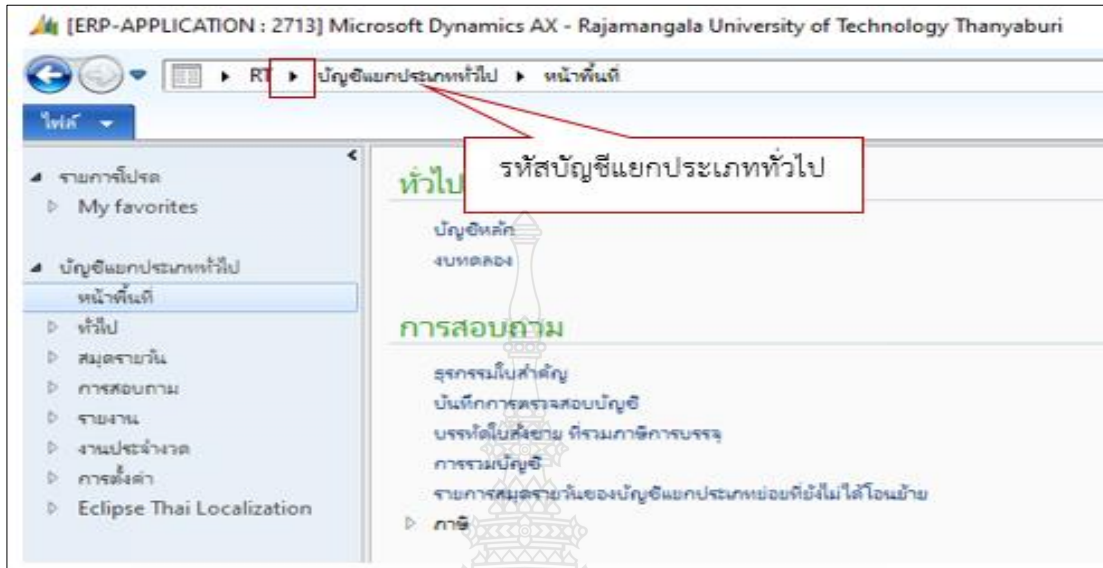 [ERP-APPLICATION : 2713] Microsoft Dynamics AX - Rajamangala University of Technology Thanyaburi
RT บัญชีแยกประเภททั่วไป หน้าพื้นที่
ไฟล์
รหัสบัญชีแยกประเภททั่วไป
รายการโปรด
My favorites
บัญชีแยกประเภททั่วไป
หน้าพื้นที่
ทั่วไป
สมุดรายวัน
การสอบถาม
รายงาน
งานประจำงวด
การตั้งค่า
Eclipse Thai Localization
ทั่วไป
บัญชีหลัก
งบทดลอง
การสอบถาม
ธุรกรรมใบสำคัญ
บันทึกการตรวจสอบบัญชี
บรรทัดใบสั่งขาย ที่รวมภาษีการบรรจุ
การรวมบัญชี
รายการสมุดรายวันของบัญชีแยกประเภทย่อยที่ยังไม่ได้โอนย้าย
ภาษี